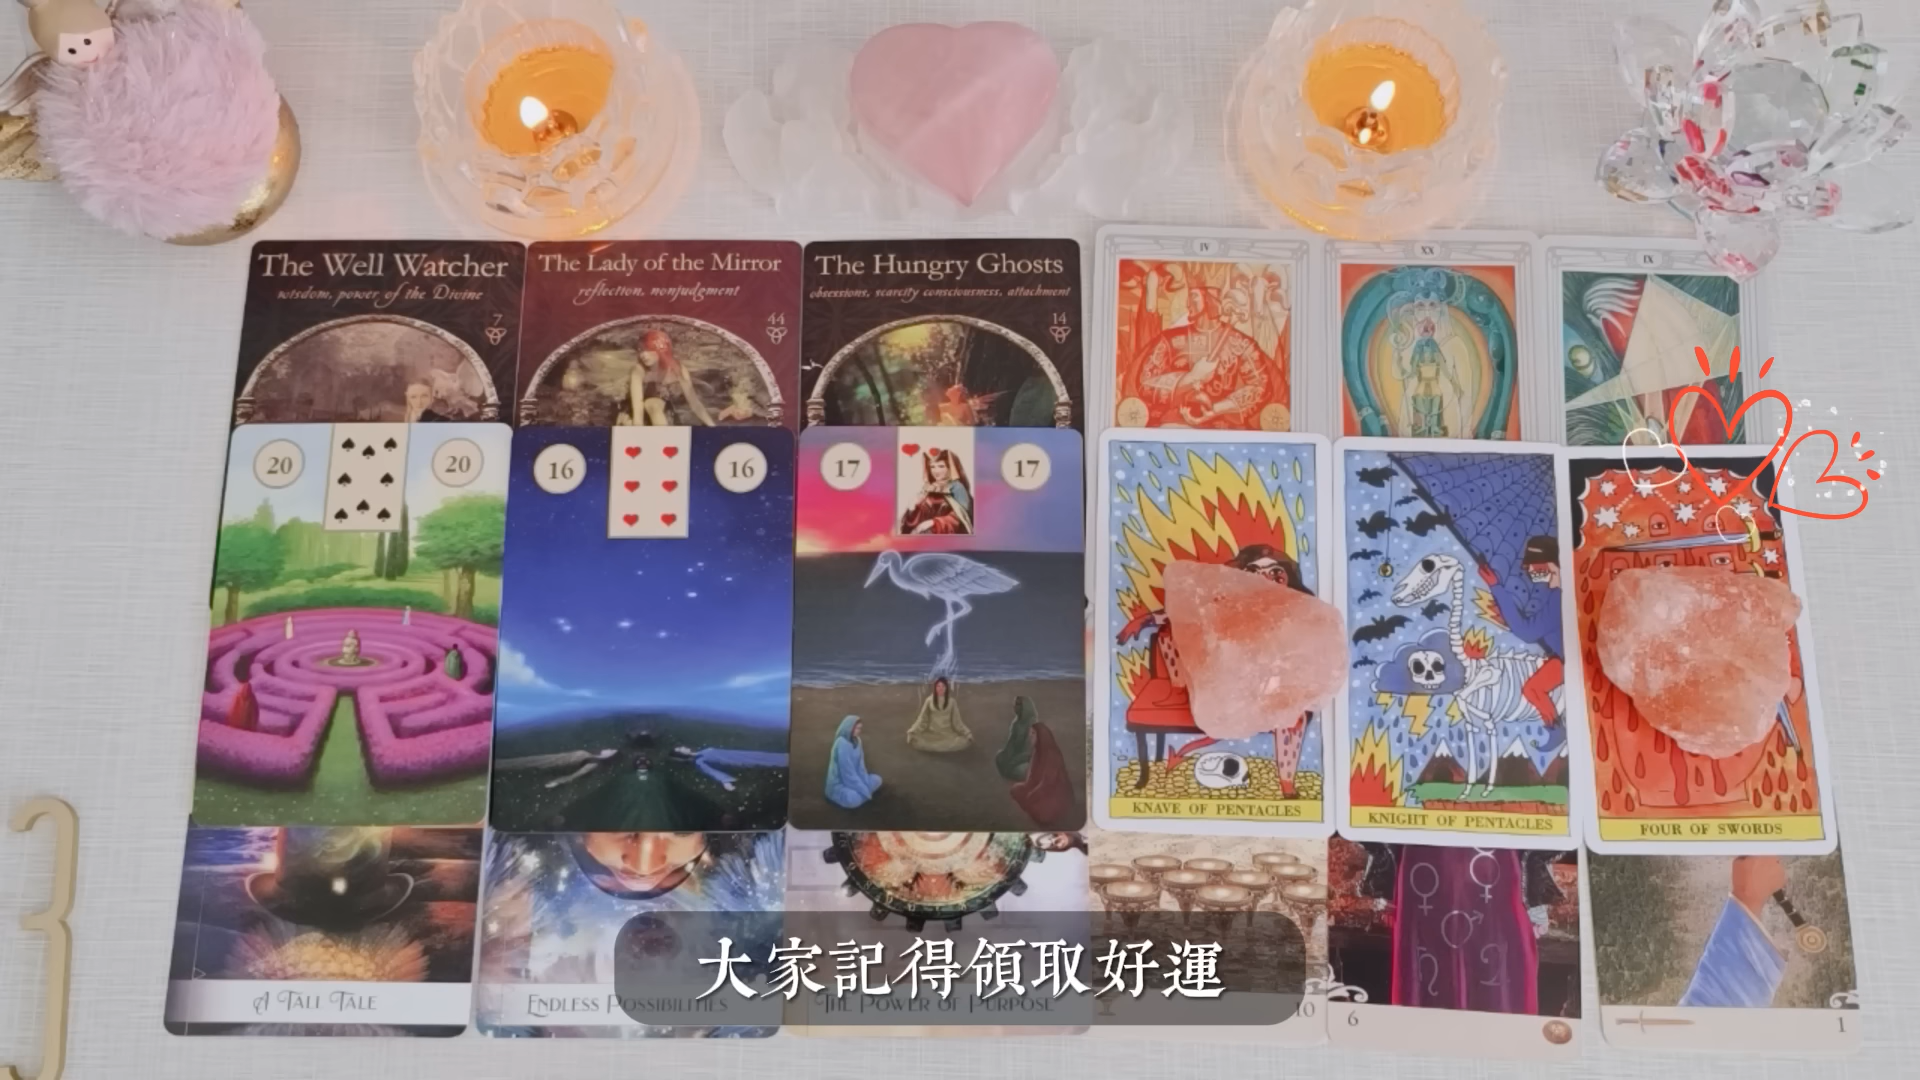 The Well Watcher
wisdom, power of the Divine
7
The Lady of the Mirror
reflection, nonjudgment
44
The Hungry Ghosts
obsessions, scarcity consciousness, attachment
14
IV
XX
IX
20
20
16
16
17
17
KNAVE OF PENTACLES
KNIGHT OF PENTACLES
FOUR OF SWORDS
A TALL TALE
ENDLESS POSSIBILITIES
THE POWER OF PURPOSE
10
6
1
3
大家記得領取好運